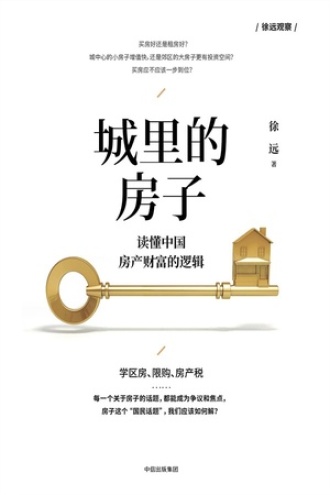 / 徐远观察 /
买房好还是租房好?
城中心的小房子增值快,还是郊区的大房子更有投资空间?
买房应不应该一步到位?
城里的
房子
徐远 著
读懂中国
房产财富的逻辑
学区房、限购、房产税
……
每一个关于房子的话题,都能成为争议和焦点。
房子这个“国民话题”,我们应该如何解?
中信出版集团